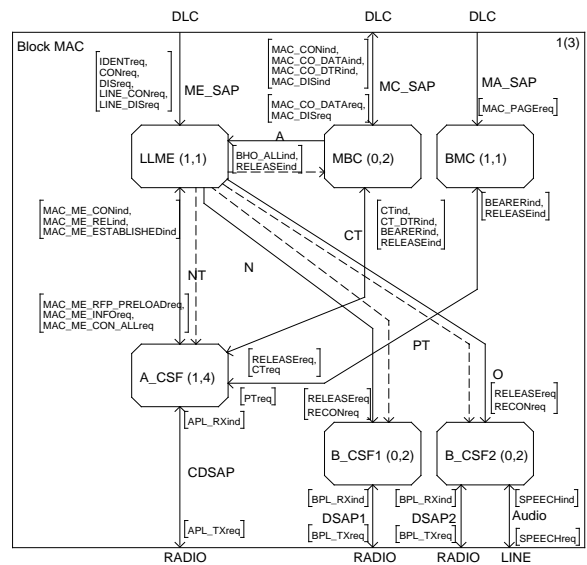 DLC
DLC
DLC
Block MAC
1(3)
IDENTreq,
CONreq,
DISreq,
LINE_CONreq,
LINE_DISreq
ME_SAP
MAC_CONind,
MAC_CO_DATAind,
MAC_CO_DTRind,
MAC_DISind
MC_SAP
MA_SAP
MAC_CO_DATAreq,
MAC_DISreq
MAC_PAGEreq
A
LLME (1,1)
BHO_ALLind,
RELEASEind
MBC (0,2)
BMC (1,1)
MAC_ME_CONind,
MAC_ME_RELind,
MAC_ME_ESTABLISHEDind
CTind,
CT_DTRind,
BEARERind,
RELEASEind
BEARERind,
RELEASEind
CT
N
NT
MAC_ME_RFP_PRELOADreq,
MAC_ME_INFOreq,
MAC_ME_CON_ALLreq
PT
A_CSF (1,4)
RELEASEreq,
CTreq
O
PTreq
RELEASEreq
RECONreq
RELEASEreq
RECONreq
APL_RXind
B_CSF1 (0,2)
B_CSF2 (0,2)
CDSAP
BPL_RXind
BPL_RXind
SPEECHind
DSAP1
DSAP2
Audio
APL_TXreq
BPL_TXreq
BPL_TXreq
SPEECHreq
RADIO
RADIO
RADIO
LINE